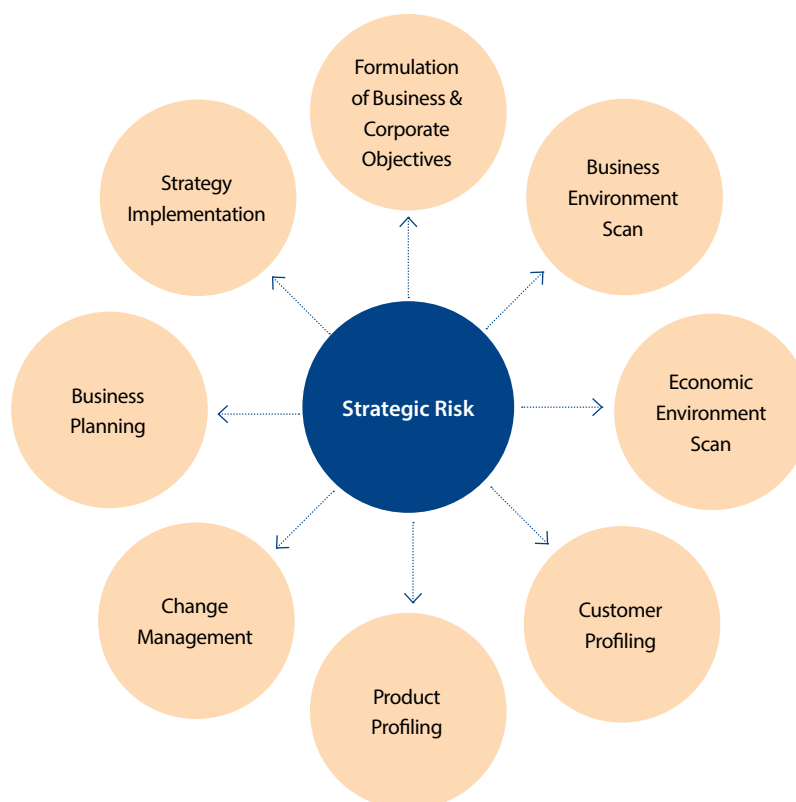 Formulation
of Business &
Corporate
Objectives
Business
Environment
Scan
Economic
Environment
Scan
Customer
Profiling
Product
Profiling
Change
Management
Business
Planning
Strategy
Implementation
Strategic Risk